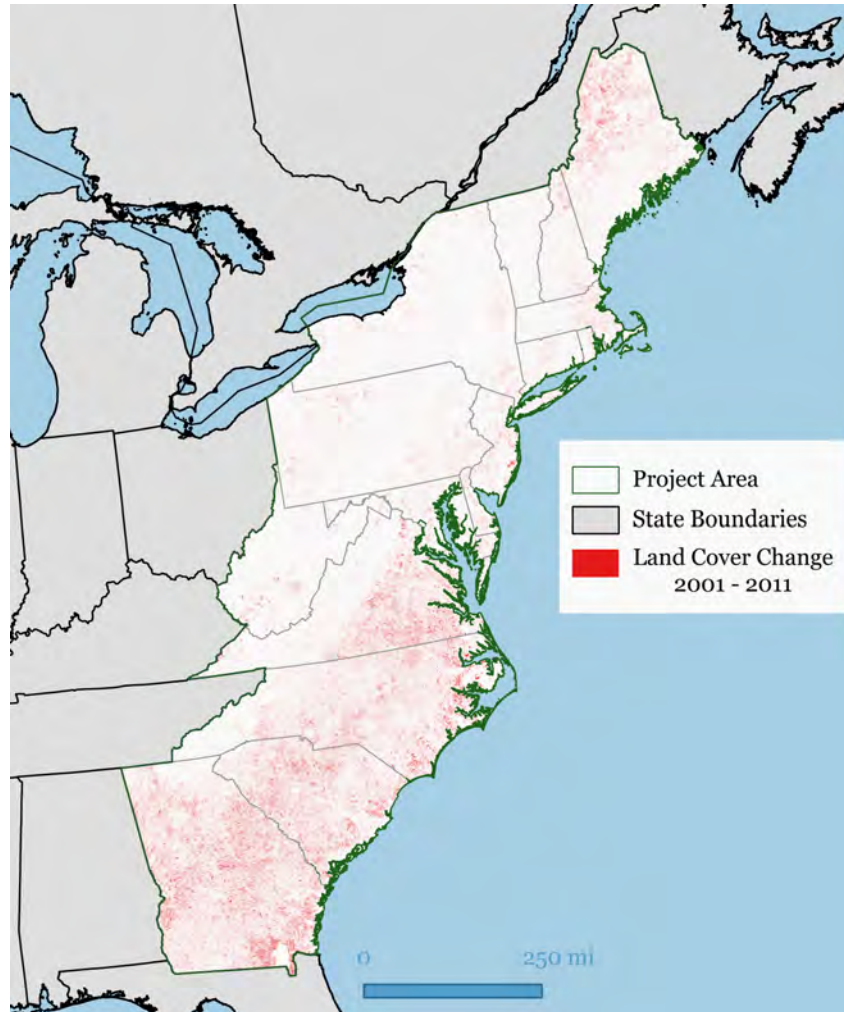 Project Area
State Boundaries
Land Cover Change
2001 - 2011
0 250 mi